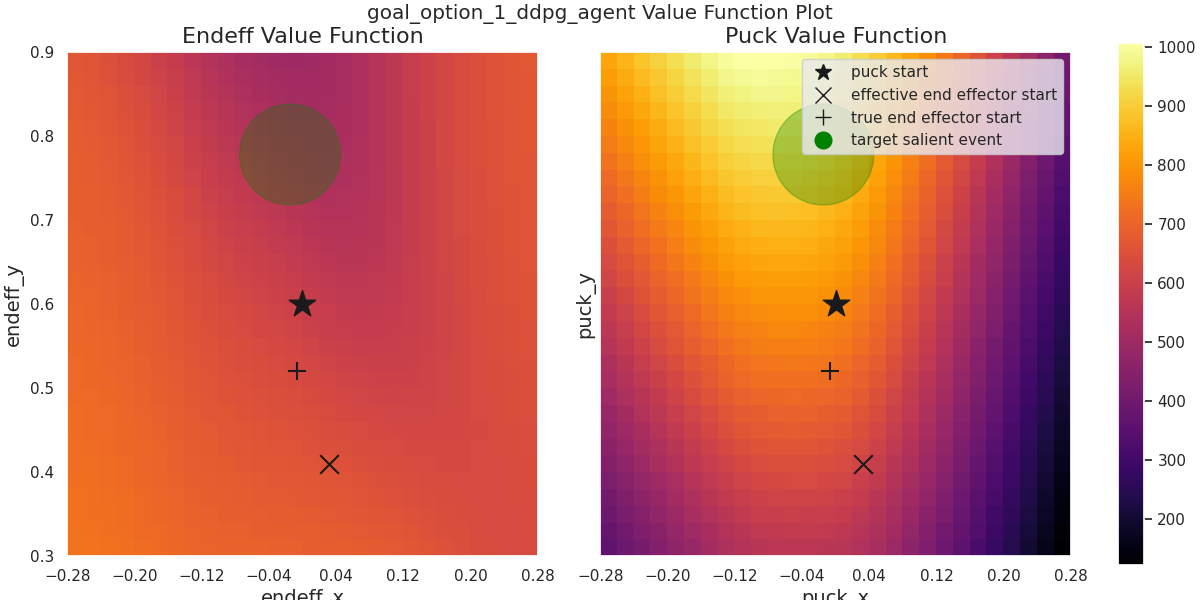 goal_option_1_ddpg_agent Value Function Plot
Endeff Value Function
Puck Value Function
puck start
effective end effector start
true end effector start
target salient event
endeff_y
0.9
0.8
0.7
0.6
0.5
0.4
0.3
−0.28 −0.20 −0.12 −0.04 0.04 0.12 0.20 0.28
endeff_x
puck_y
−0.28 −0.20 −0.12 −0.04 0.04 0.12 0.20 0.28
puck_x
1000
900
800
700
600
500
400
300
200